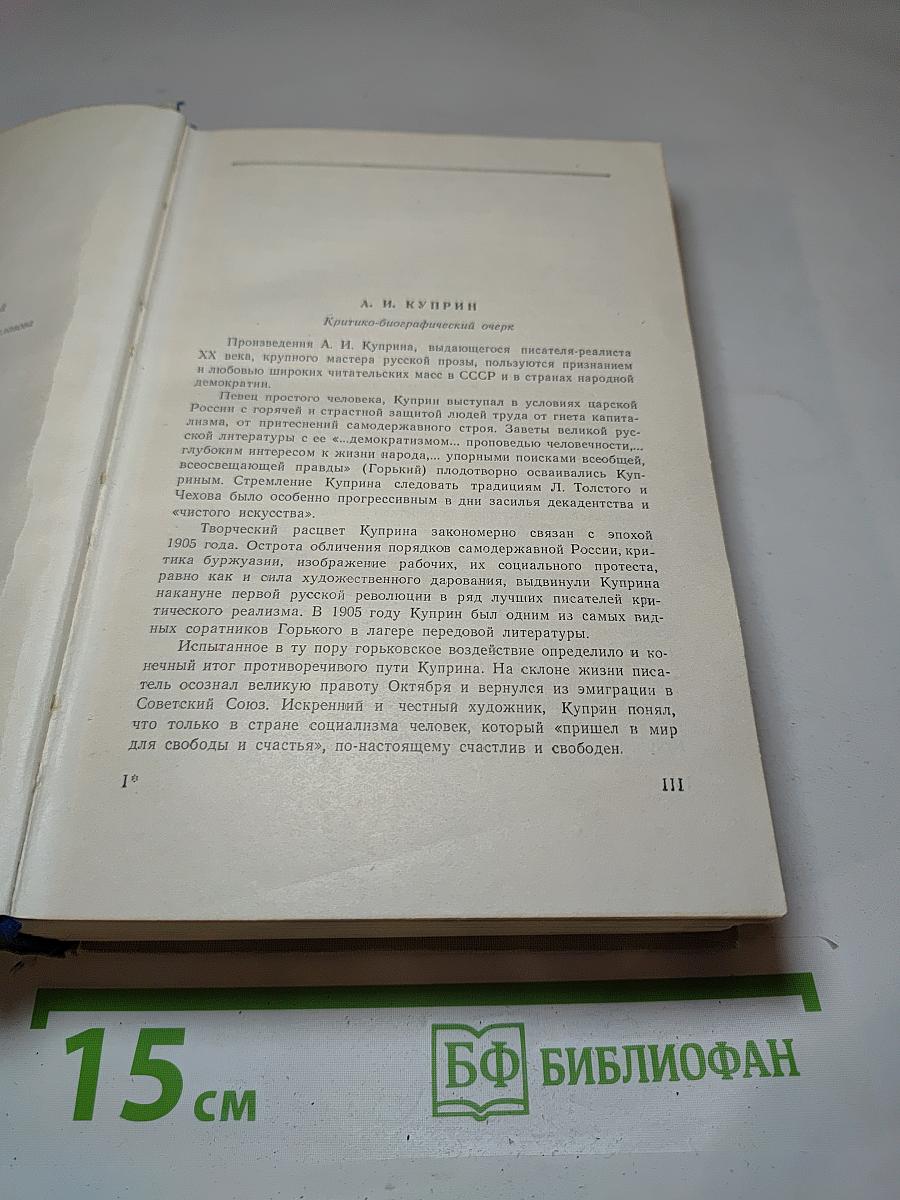 А. И. КУПРИН
Критико-биографический очерк
Произведения А. И. Куприна, выдающегося писателя-реалиста
XX века, крупного мастера русской прозы, пользуются признанием
и любовью широких читательских масс в СССР и в странах народной
демократии.
Певец простого человека, Куприн выступал в условиях царской
России с горячей и страстной защитой людей труда от гнета капита-
лизма, от притеснений самодержавного строя. Заветы великой рус-
ской литературы с ее «...демократизмом... проповедью человечности,...
глубоким интересом к жизни народа,... упорными поисками всеобщей,
всеосвещающей правды» (Горький) плодотворно осваивались Куп-
риным. Стремление Куприна следовать традициям Л. Толстого и
Чехова было особенно прогрессивным в дни засилья декадентства и
«чистого искусства».
Творческий расцвет Куприна закономерно связан с эпохой
1905 года. Острота обличения порядков самодержавной России, кри-
тика буржуазии, изображение рабочих, их социального протеста,
равно как и сила художественного дарования, выдвинули Куприна
накануне первой русской революции в ряд лучших писателей кри-
тического реализма. В 1905 году Куприн был одним из самых вид-
ных соратников Горького в лагере передовой литературы.
Испытанное в ту пору горьковское воздействие определило и ко-
нечный итог противоречивого пути Куприна. На склоне жизни писа-
тель осознал великую правоту Октября и вернулся из эмиграции в
Советский Союз. Искренний и честный художник, Куприн понял,
что только в стране социализма человек, который «пришел в мир
для свободы и счастья», по-настоящему счастлив и свободен.
I*
III
15 см
БФ БИБЛИОФАН